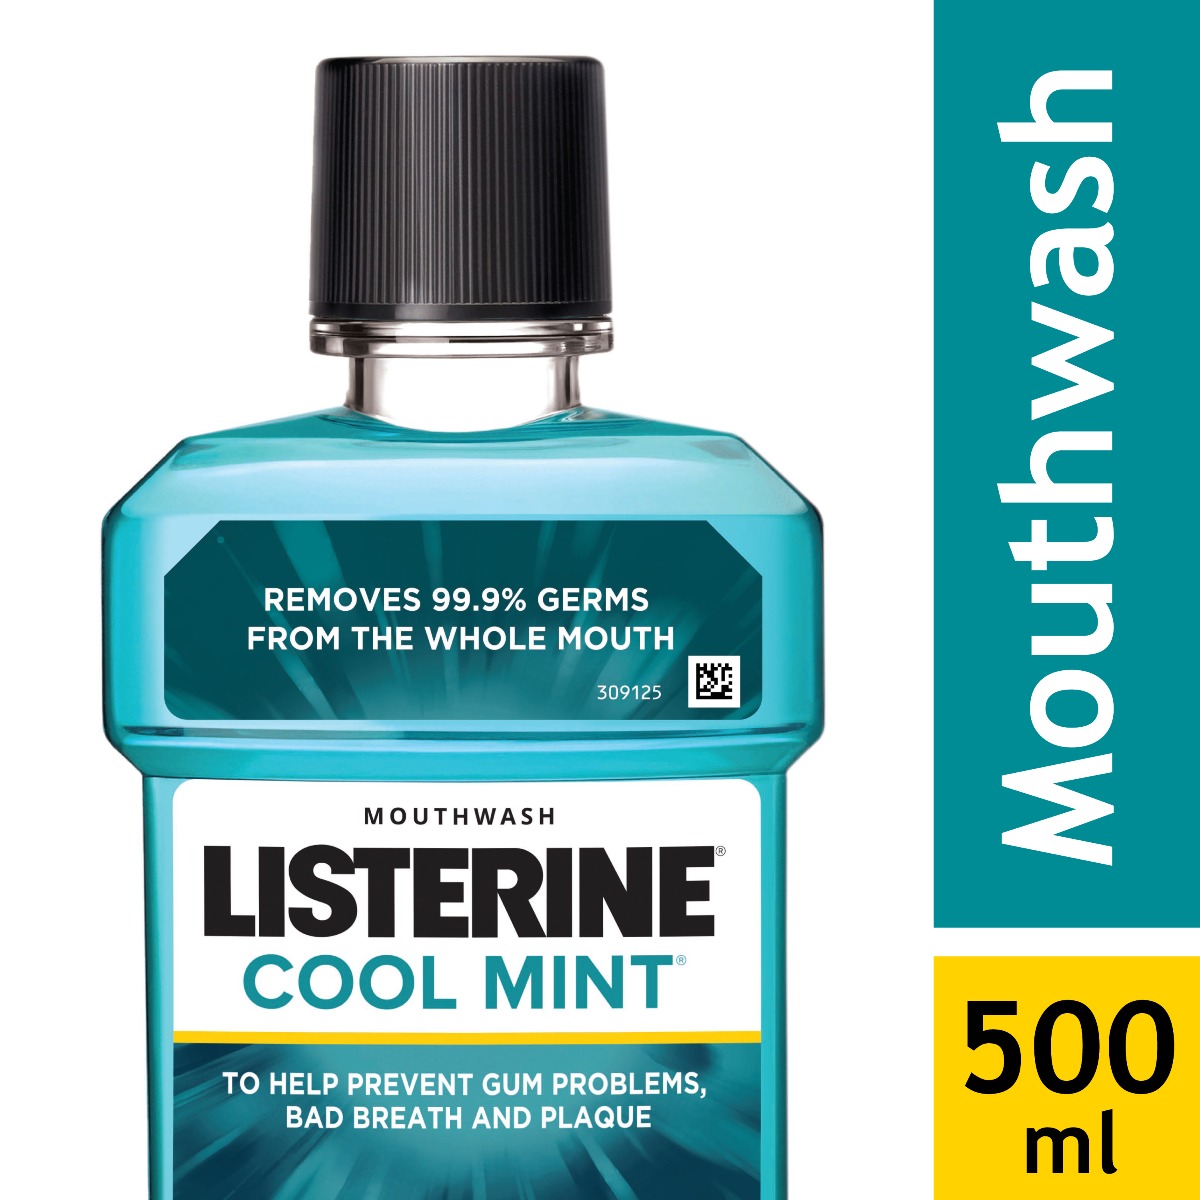 REMOVES 99.9% GERMS
FROM THE WHOLE MOUTH
309125
MOUTHWASH
LISTERINE®
COOL MINT®
TO HELP PREVENT GUM PROBLEMS,
BAD BREATH AND PLAQUE
Mouthwash
500
ml